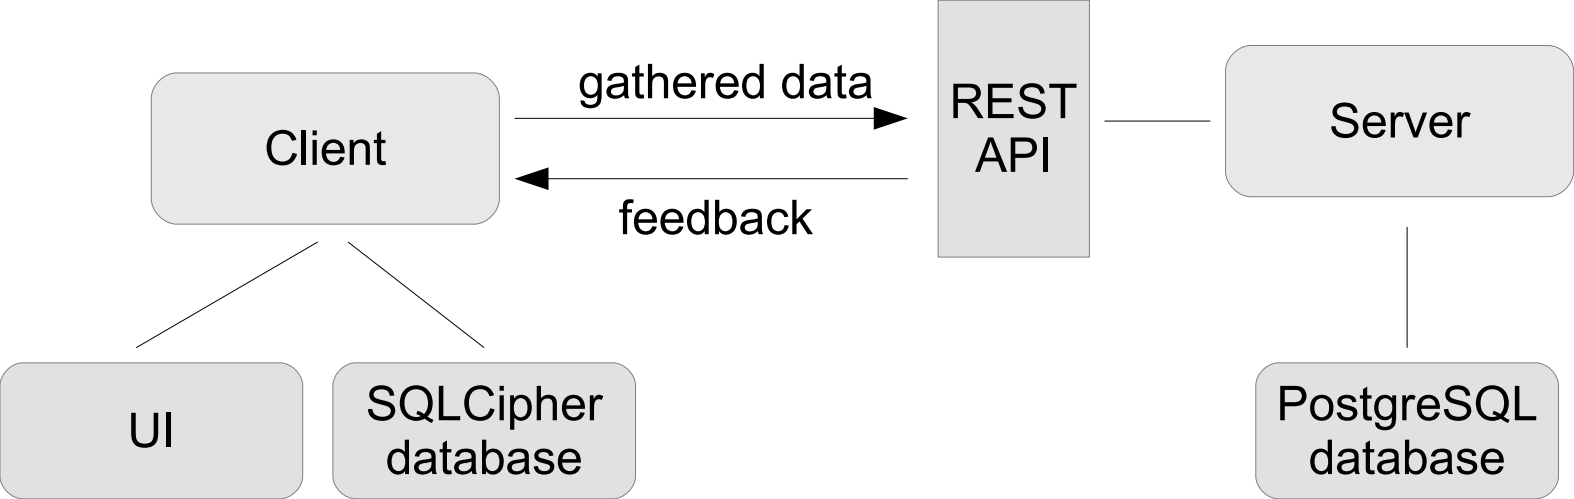 gathered data
REST
API
Client
Server
feedback
UI
SQLCipher
database
PostgreSQL
database